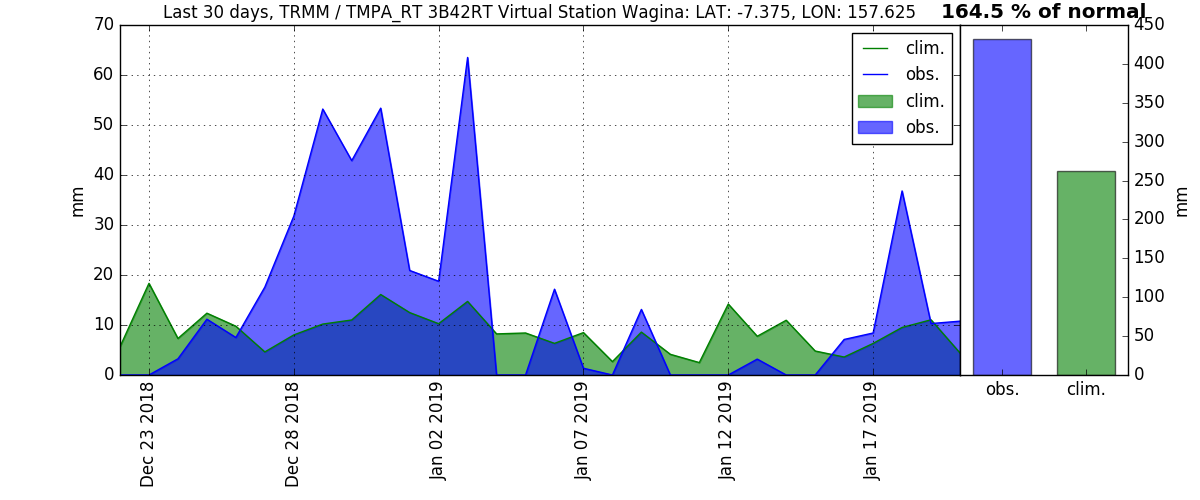 Last 30 days, TRMM / TMPA_RT 3B42RT Virtual Station Wagina: LAT: -7.375, LON: 157.625
164.5 % of normal
70
60
50
40
30
20
10
0
mm
clim.
obs.
clim.
obs.
Dec 23 2018
Dec 28 2018
Jan 02 2019
Jan 07 2019
Jan 12 2019
Jan 17 2019
450
400
350
300
250
200
150
100
50
0
mm
obs.
clim.